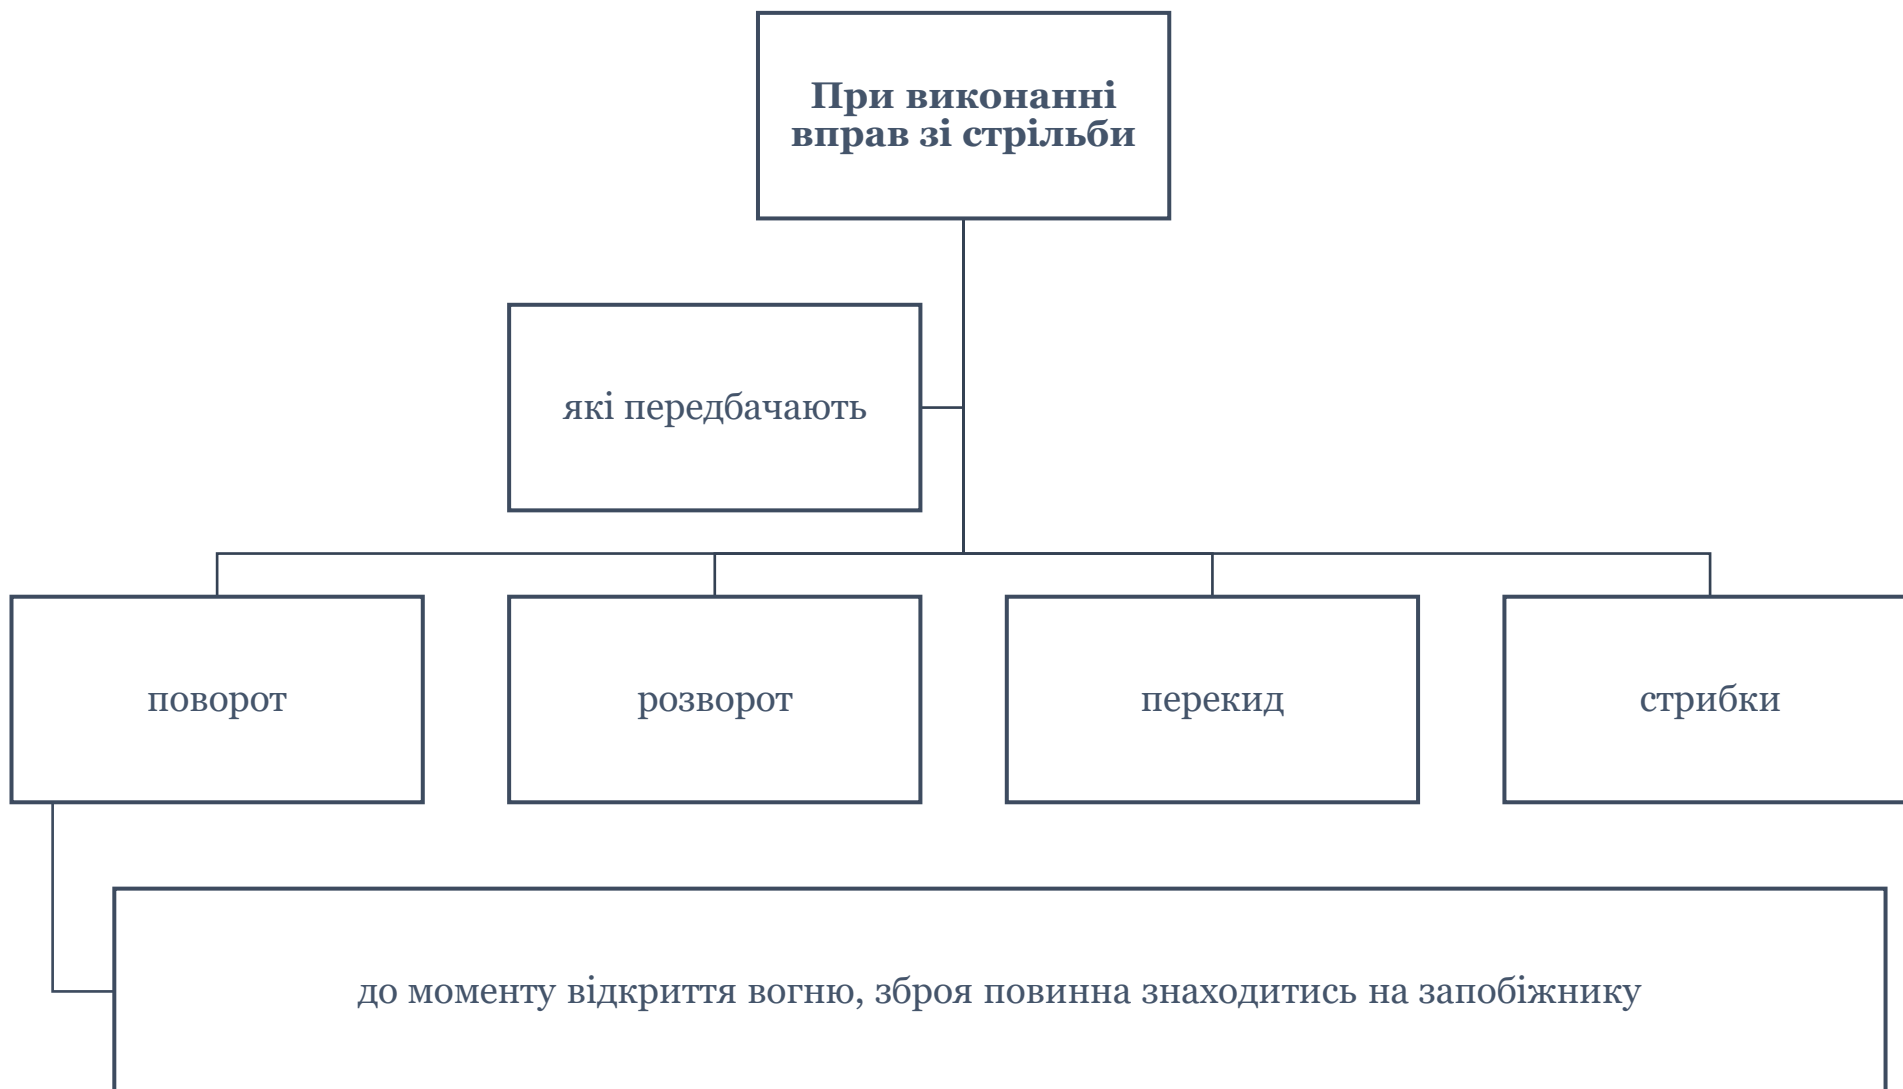 При виконанні
вправ зі стрільби
які передбачають
поворот
розворот
перекид
стрибки
до моменту відкриття вогню, зброя повинна знаходитись на запобіжнику